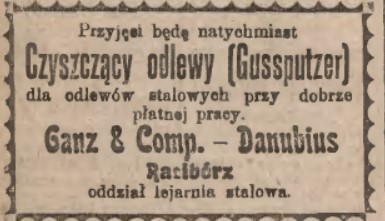 Przyjęci będę natychmiast
Czyszczący odlewy (Gussputzer)
dla odlewów stalowych przy dobrze
płatnej pracy.
Ganz & Comp. – Danubius
Racibórz
oddział lejarnia stalowa.